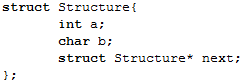 struct Structure{
int a;
char b;
struct Structure* next;
};